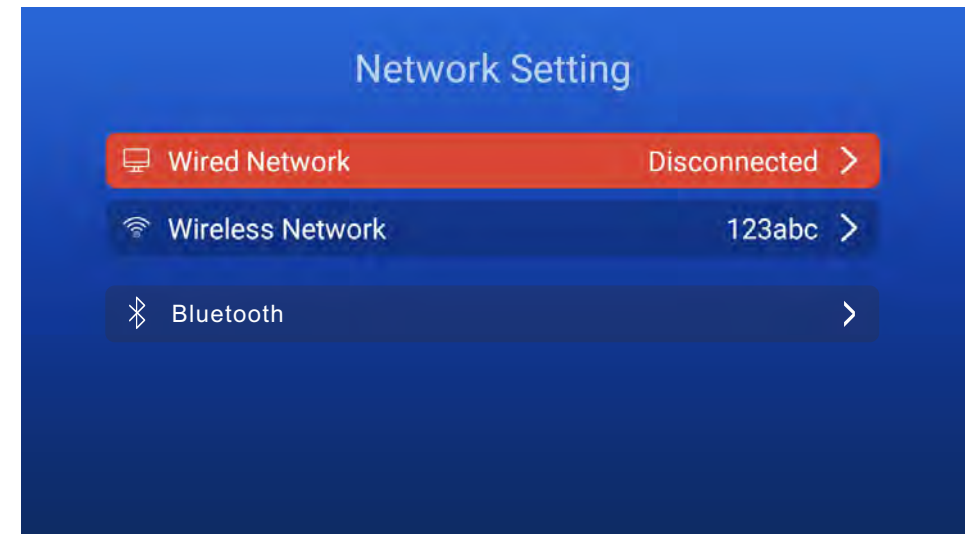 Network Setting
Wired Network Disconnected
Wireless Network 123abc
Bluetooth